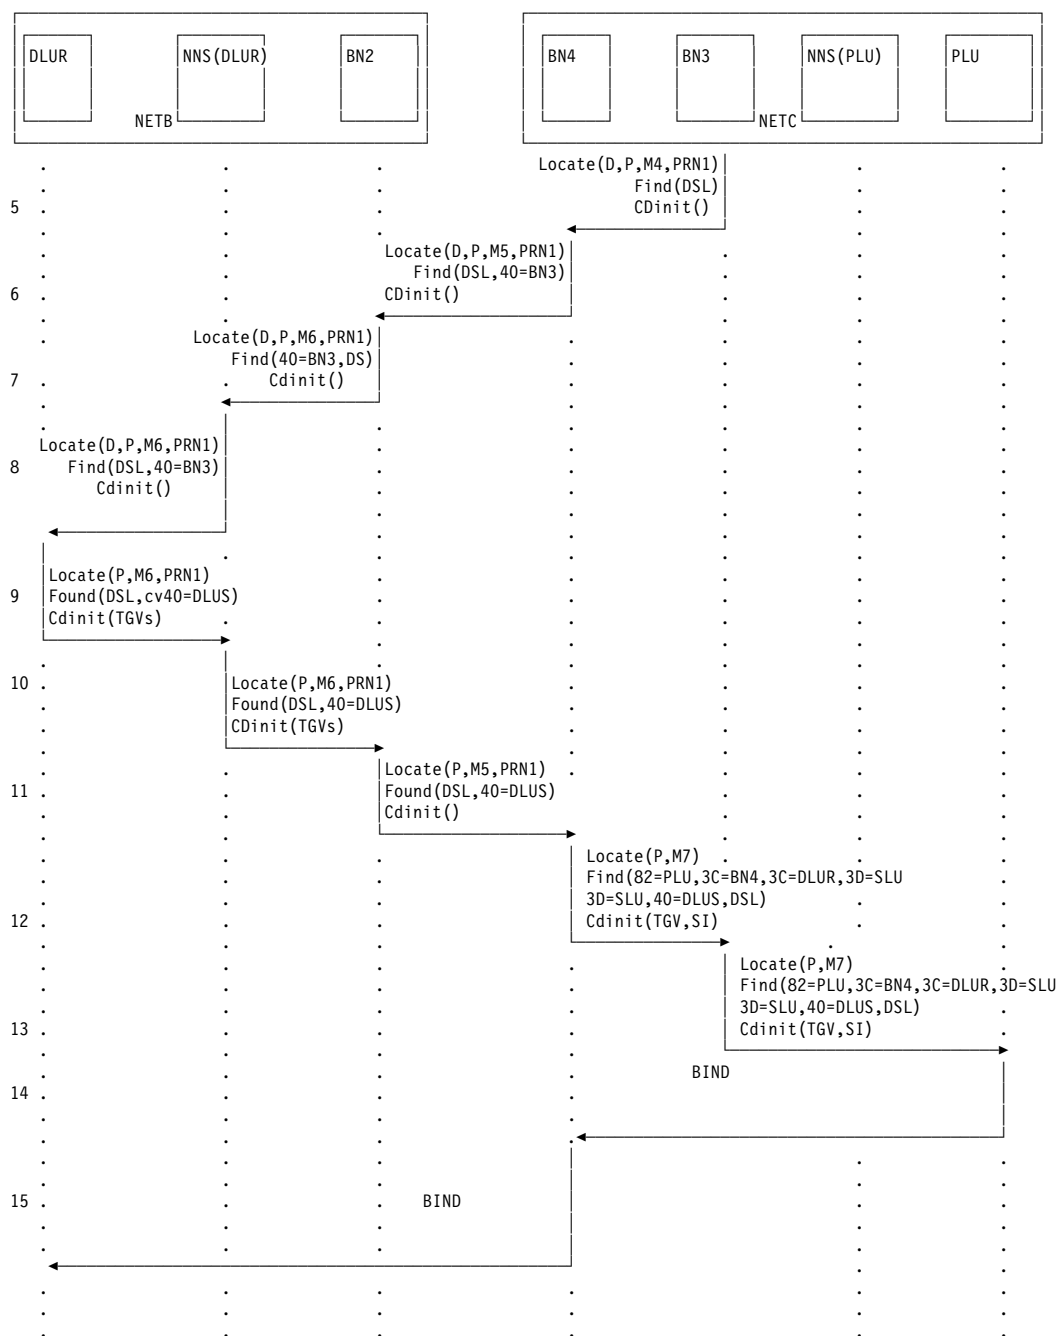 DLUR NNS(DLUR) BN2 BN4 BN3 NNS(PLU) PLU
NETB NETC
Locate(D,P,M4,PRN1)
Find(DSL)
5 CDinit()
Locate(D,P,M5,PRN1)
Find(DSL,40=BN3)
6 CDinit()
Locate(D,P,M6,PRN1)
Find(40=BN3,DS)
7 Cdinit()
Locate(D,P,M6,PRN1)
8 Find(DSL,40=BN3)
Cdinit()
Locate(P,M6,PRN1)
9 Found(DSL,cv40=DLUS)
Cdinit(TGVs)
10 Locate(P,M6,PRN1)
Found(DSL,40=DLUS)
CDinit(TGVs)
Locate(P,M5,PRN1)
11 Found(DSL,40=DLUS)
Cdinit()
Locate(P,M7)
Find(82=PLU,3C=BN4,3C=DLUR,3D=SLU
3D=SLU,40=DLUS,DSL)
12 Cdinit(TGV,SI)
Locate(P,M7)
Find(82=PLU,3C=BN4,3C=DLUR,3D=SLU
3D=SLU,40=DLUS,DSL)
13 Cdinit(TGV,SI)
BIND
14
15 BIND